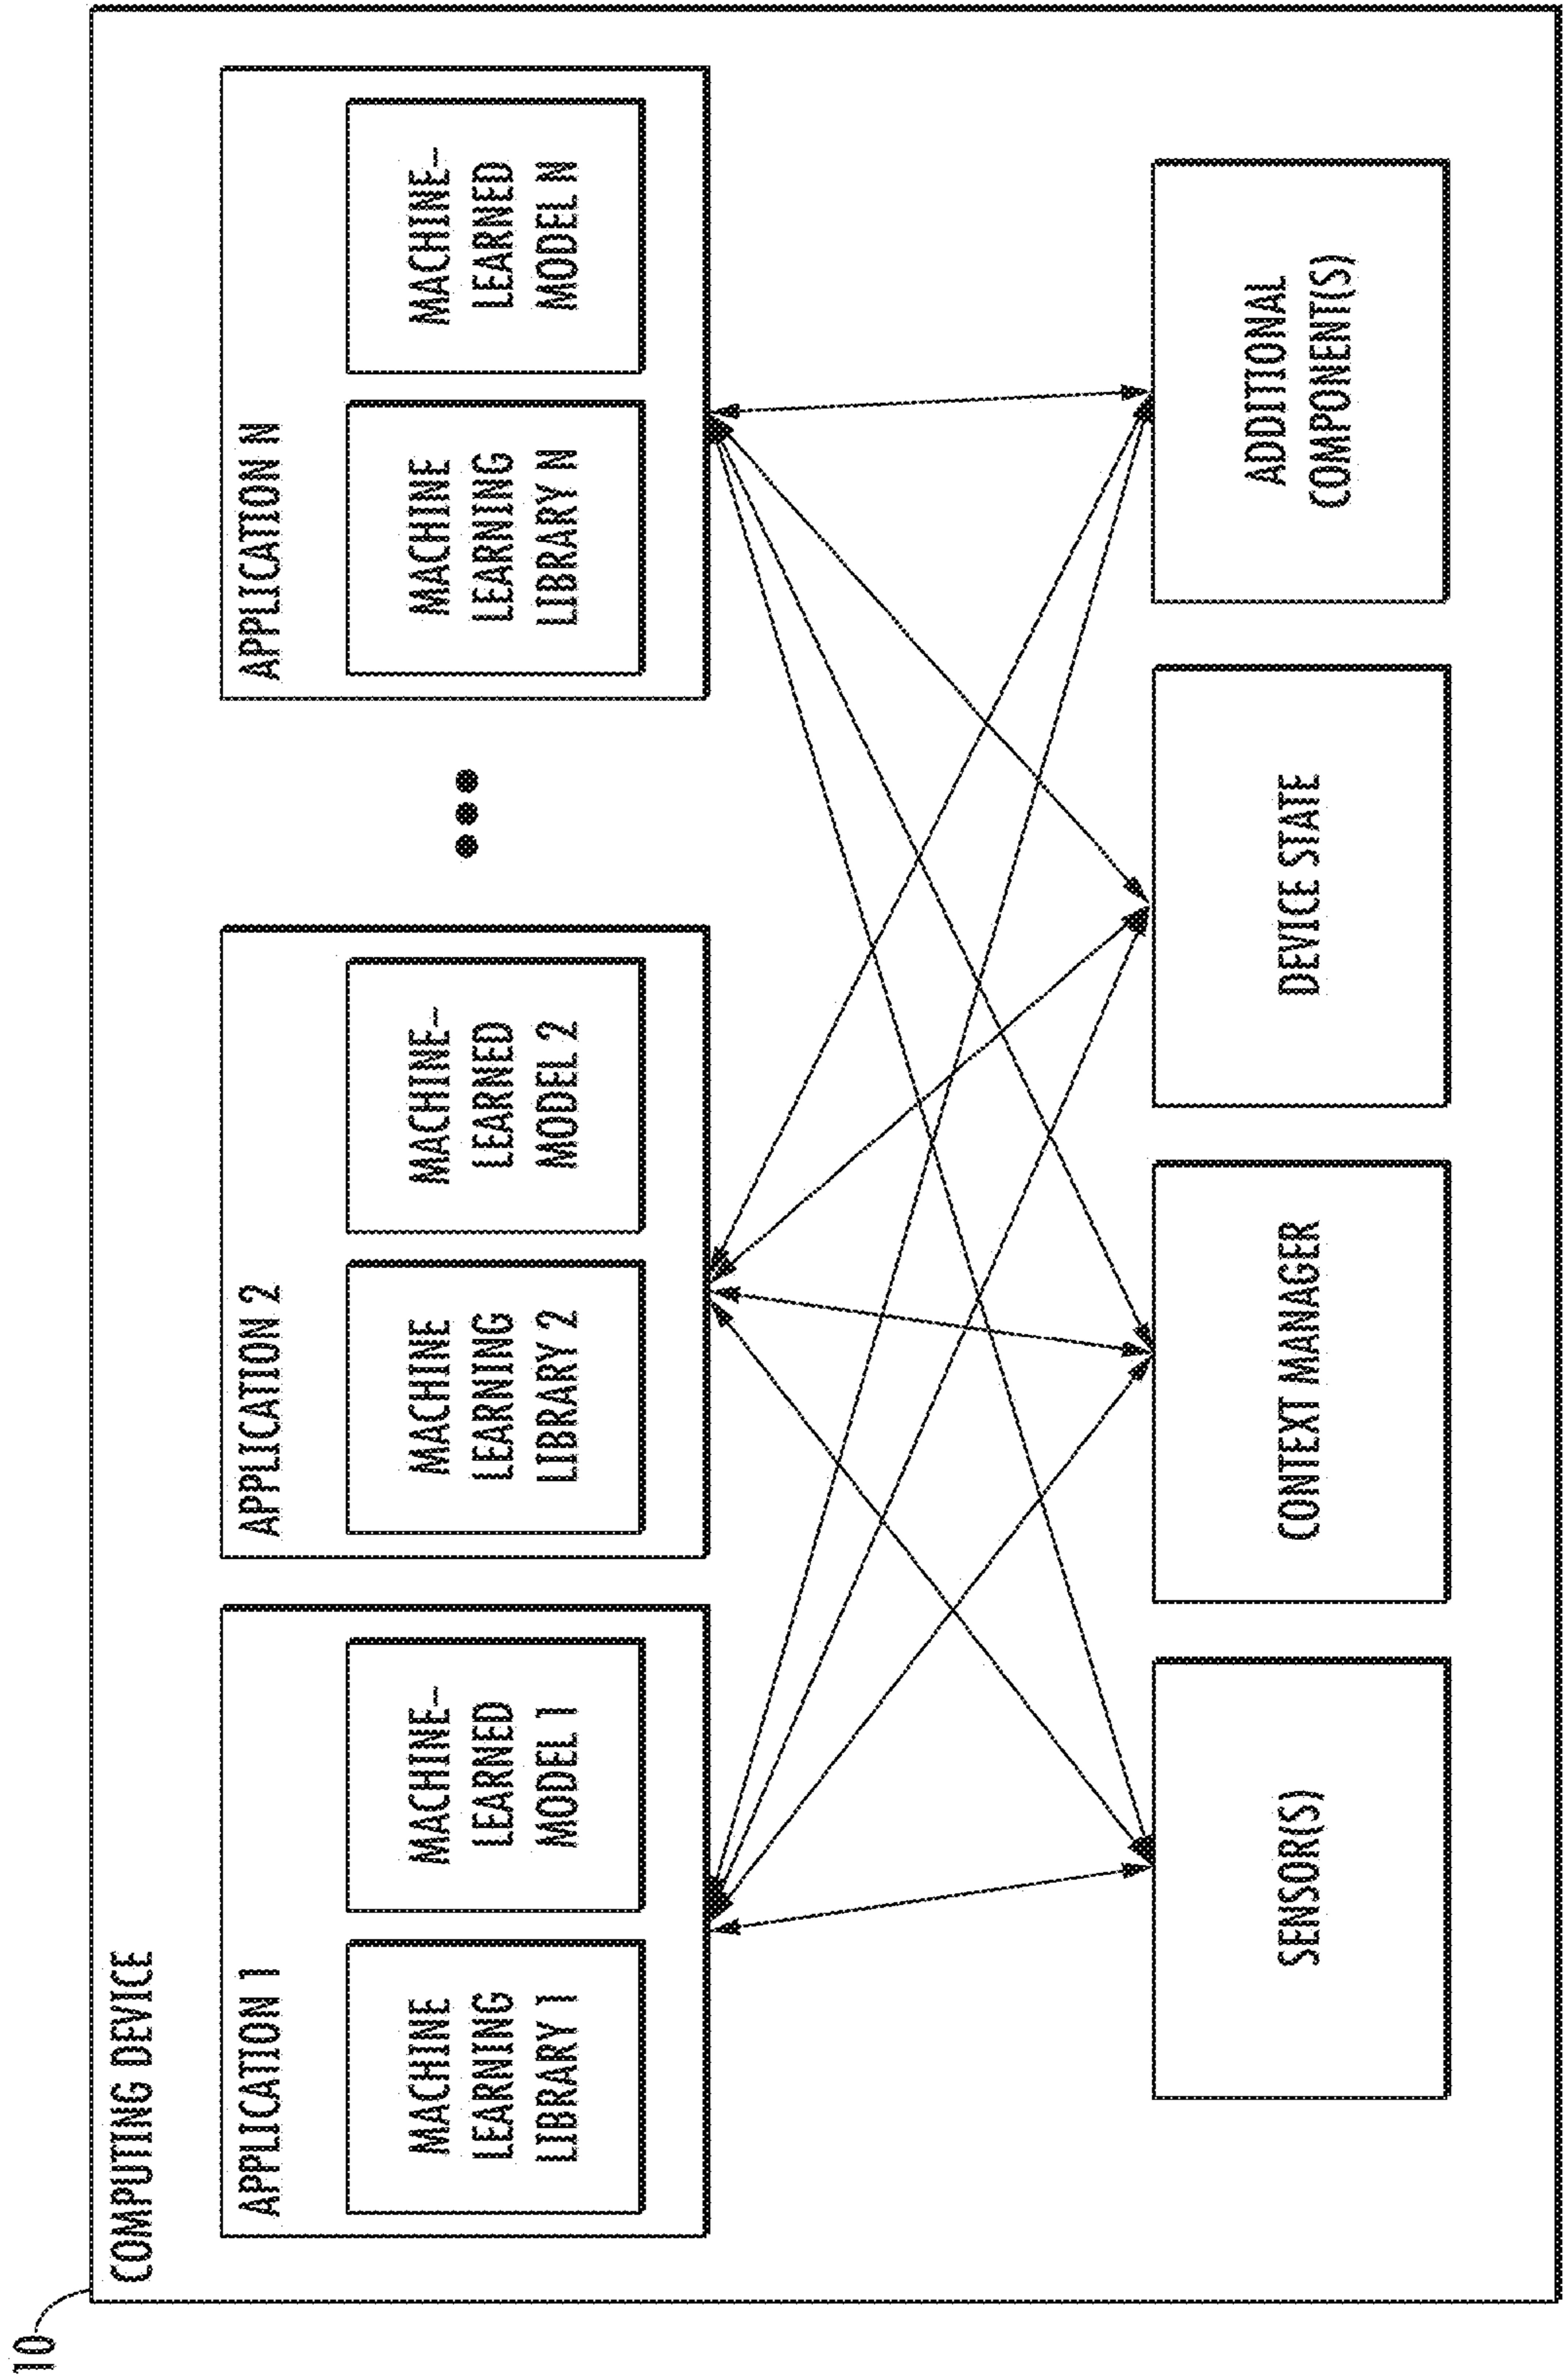 10
COMPUTING DEVICE
APPLICATION 1
MACHINE
LEARNING
LIBRARY 1
MACHINE-
LEARNED
MODEL 1
APPLICATION 2
MACHINE
LEARNING
LIBRARY 2
MACHINE-
LEARNED
MODEL 2
APPLICATION N
MACHINE
LEARNING
LIBRARY N
MACHINE-
LEARNED
MODEL N
SENSOR(S)
CONTEXT MANAGER
DEVICE STATE
ADDITIONAL
COMPONENT(S)